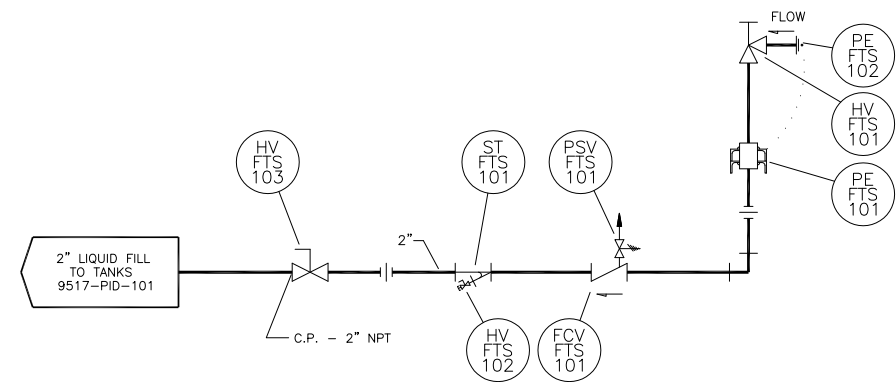 FLOW
PE
FTS
102
HV
FTS
101
PE
FTS
101
HV
FTS
103
ST
FTS
101
PSV
FTS
101
2" LIQUID FILL
TO TANKS
9517-PID-101
2"
C.P. - 2" NPT
HV
FTS
102
FCV
FTS
101